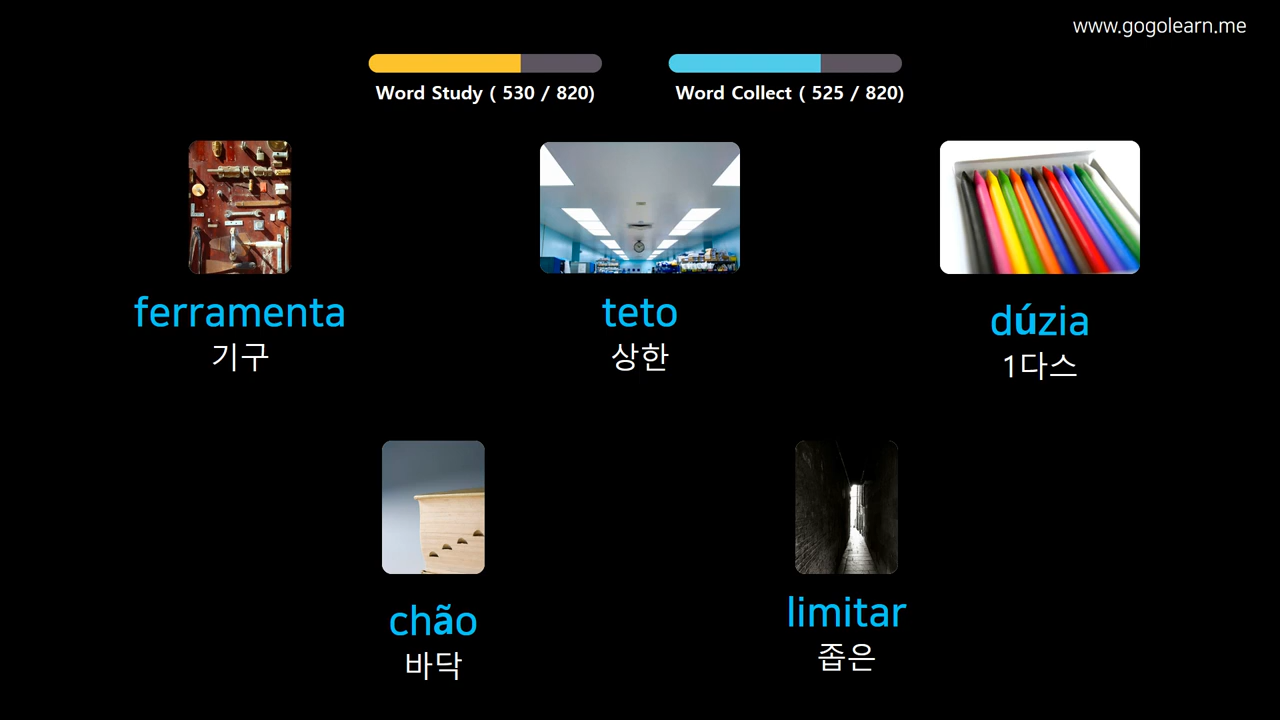 www.gogolearn.me
Word Study ( 530 / 820)
Word Collect ( 525 / 820)
ferramenta
기구
teto
상한
dúzia
1다스
chão
바닥
limitar
좁은